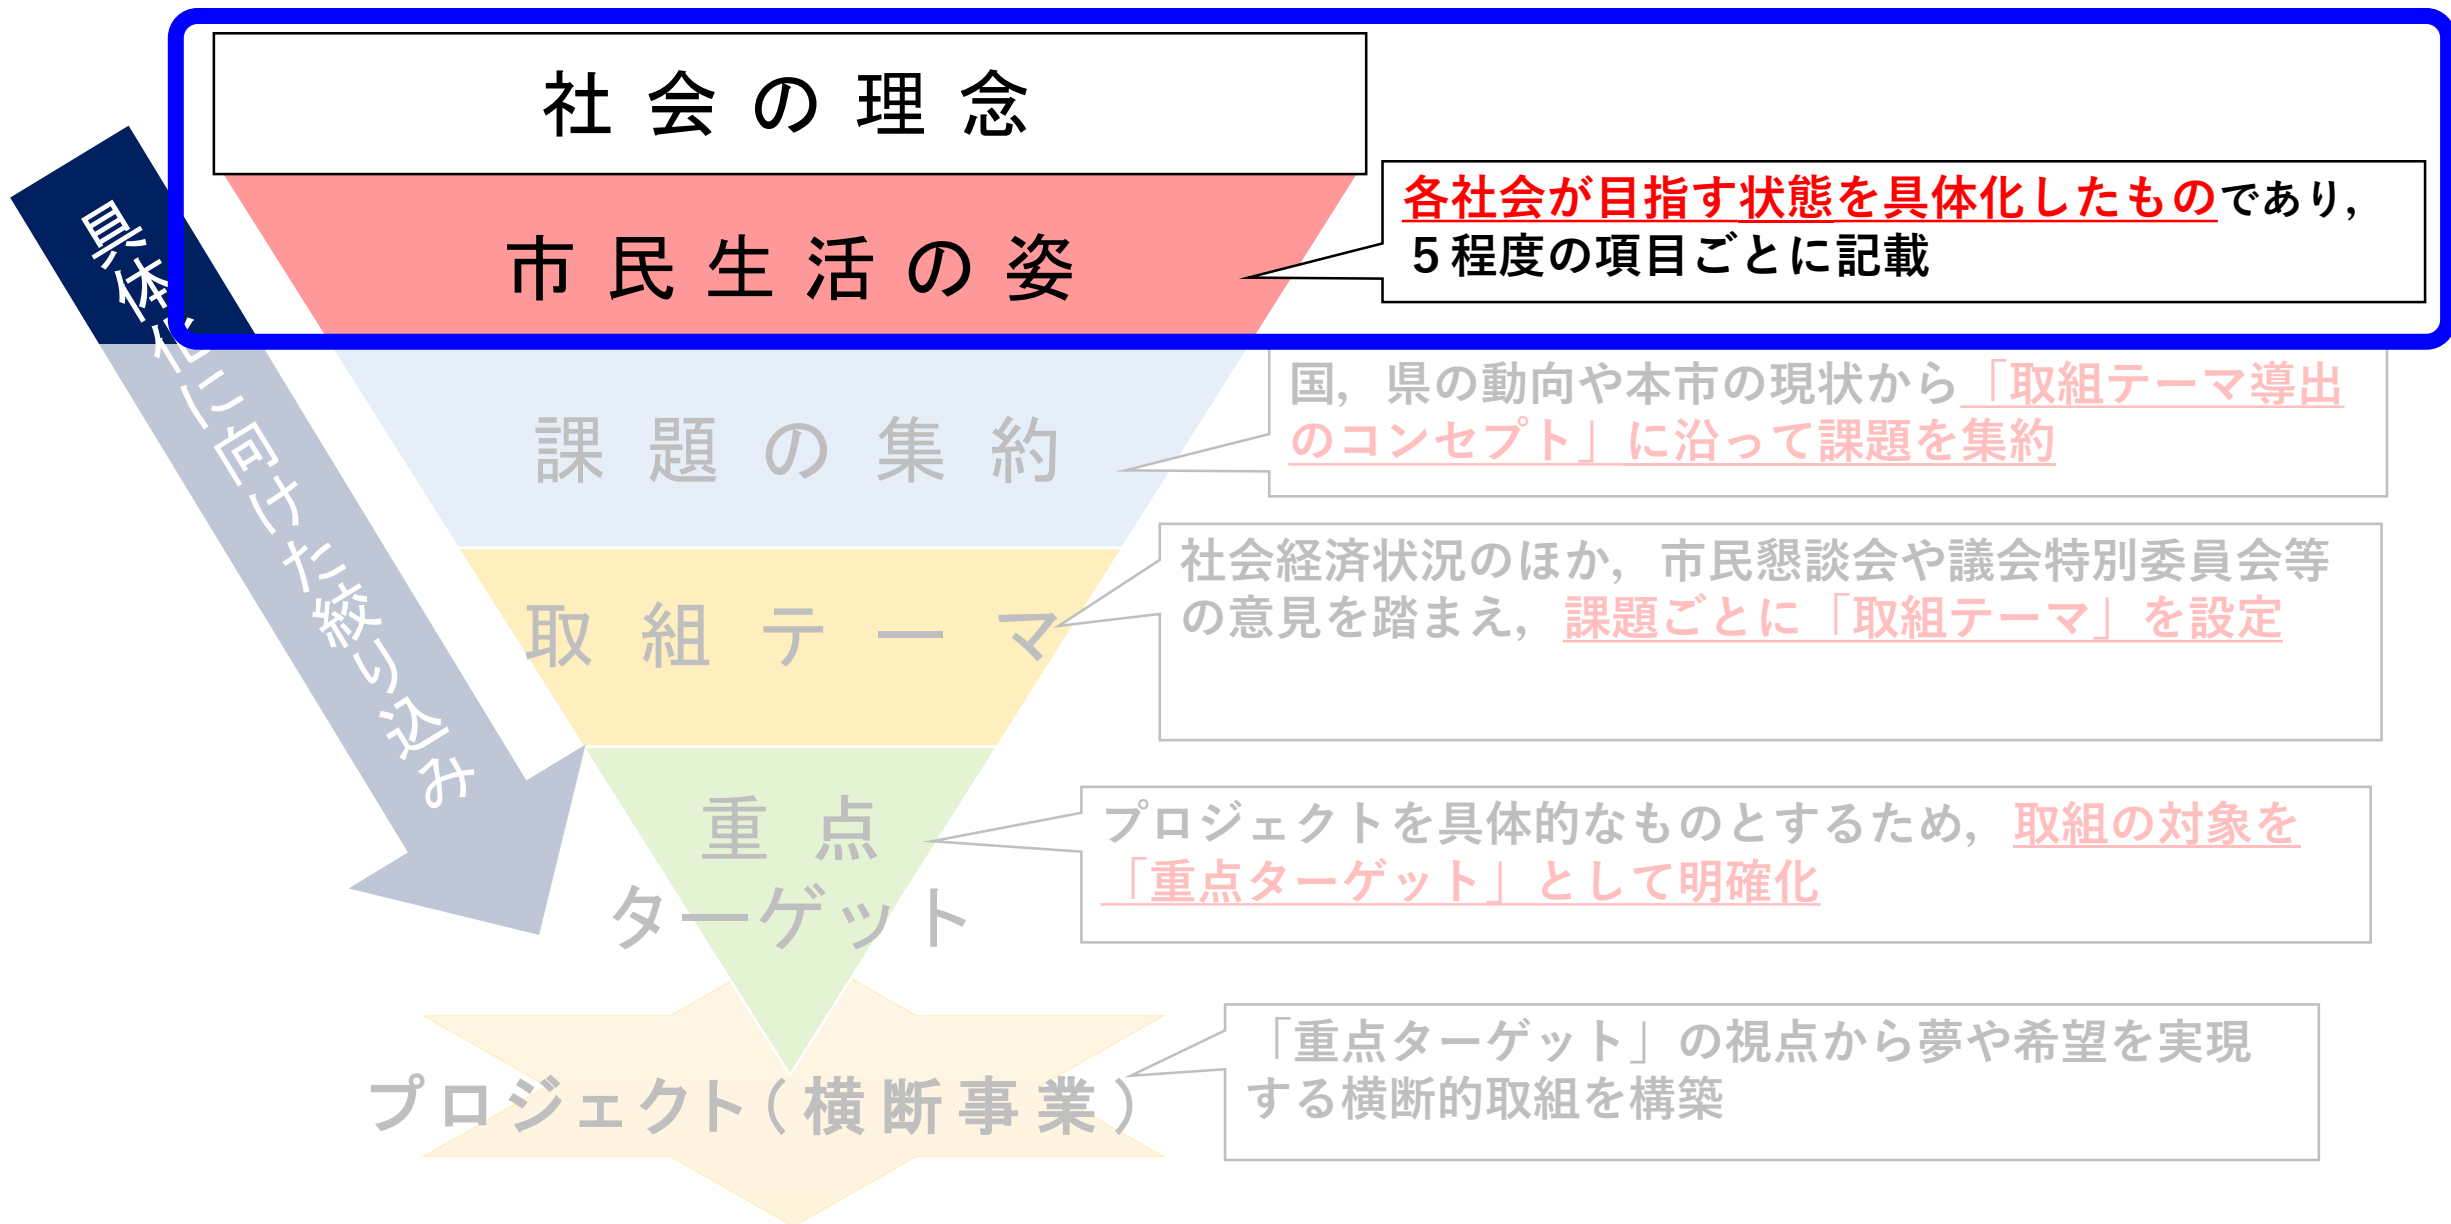 社会の理念
市民生活の姿
各社会が目指す状態を具体化したものであり，
５程度の項目ごとに記載
具体化に向けた絞り込み
課題の集約
国，県の動向や本市の現状から「取組テーマ導出
のコンセプト」に沿って課題を集約
取組テーマ
社会経済状況のほか，市民懇談会や議会特別委員会等
の意見を踏まえ，課題ごとに「取組テーマ」を設定
重点
ターゲット
プロジェクトを具体的なものとするため，取組の対象を
「重点ターゲット」として明確化
プロジェクト（横断事業）
「重点ターゲット」の視点から夢や希望を実現
する横断的取組を構築